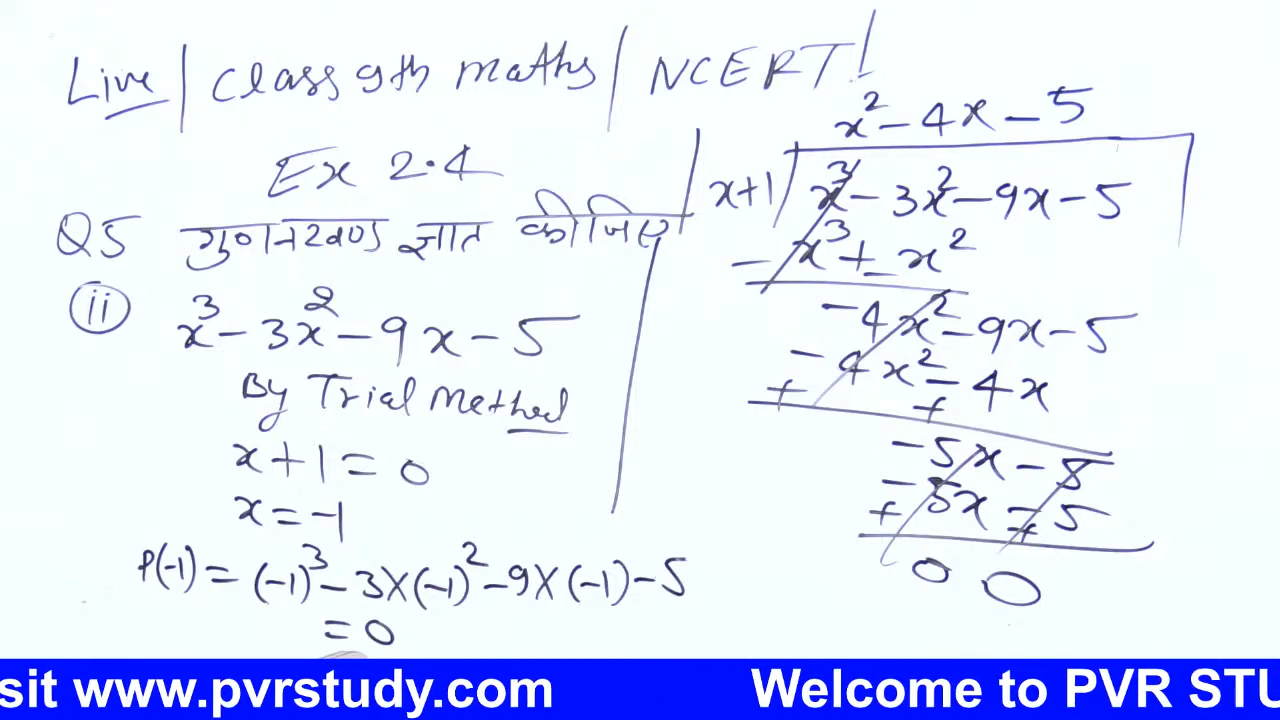 Live / Class 9th maths / NCERT!
Ex 2.4
Q5 गुणनखण्ड ज्ञात कीजिए
ii x³ - 3x² - 9x - 5
By Trial Method
x + 1 = 0
x = -1
P(-1) = (-1)³ - 3×(-1)² - 9×(-1) - 5
= 0
x² - 4x - 5
x+1 ) x³ - 3x² - 9x - 5
- x³ + - x²
- 4x² - 9x - 5
- 4x² - 4x
+ +
- 5x - 5
- 5x - 5
+ +
0 0
sit www.pvrstudy.com Welcome to PVR STU